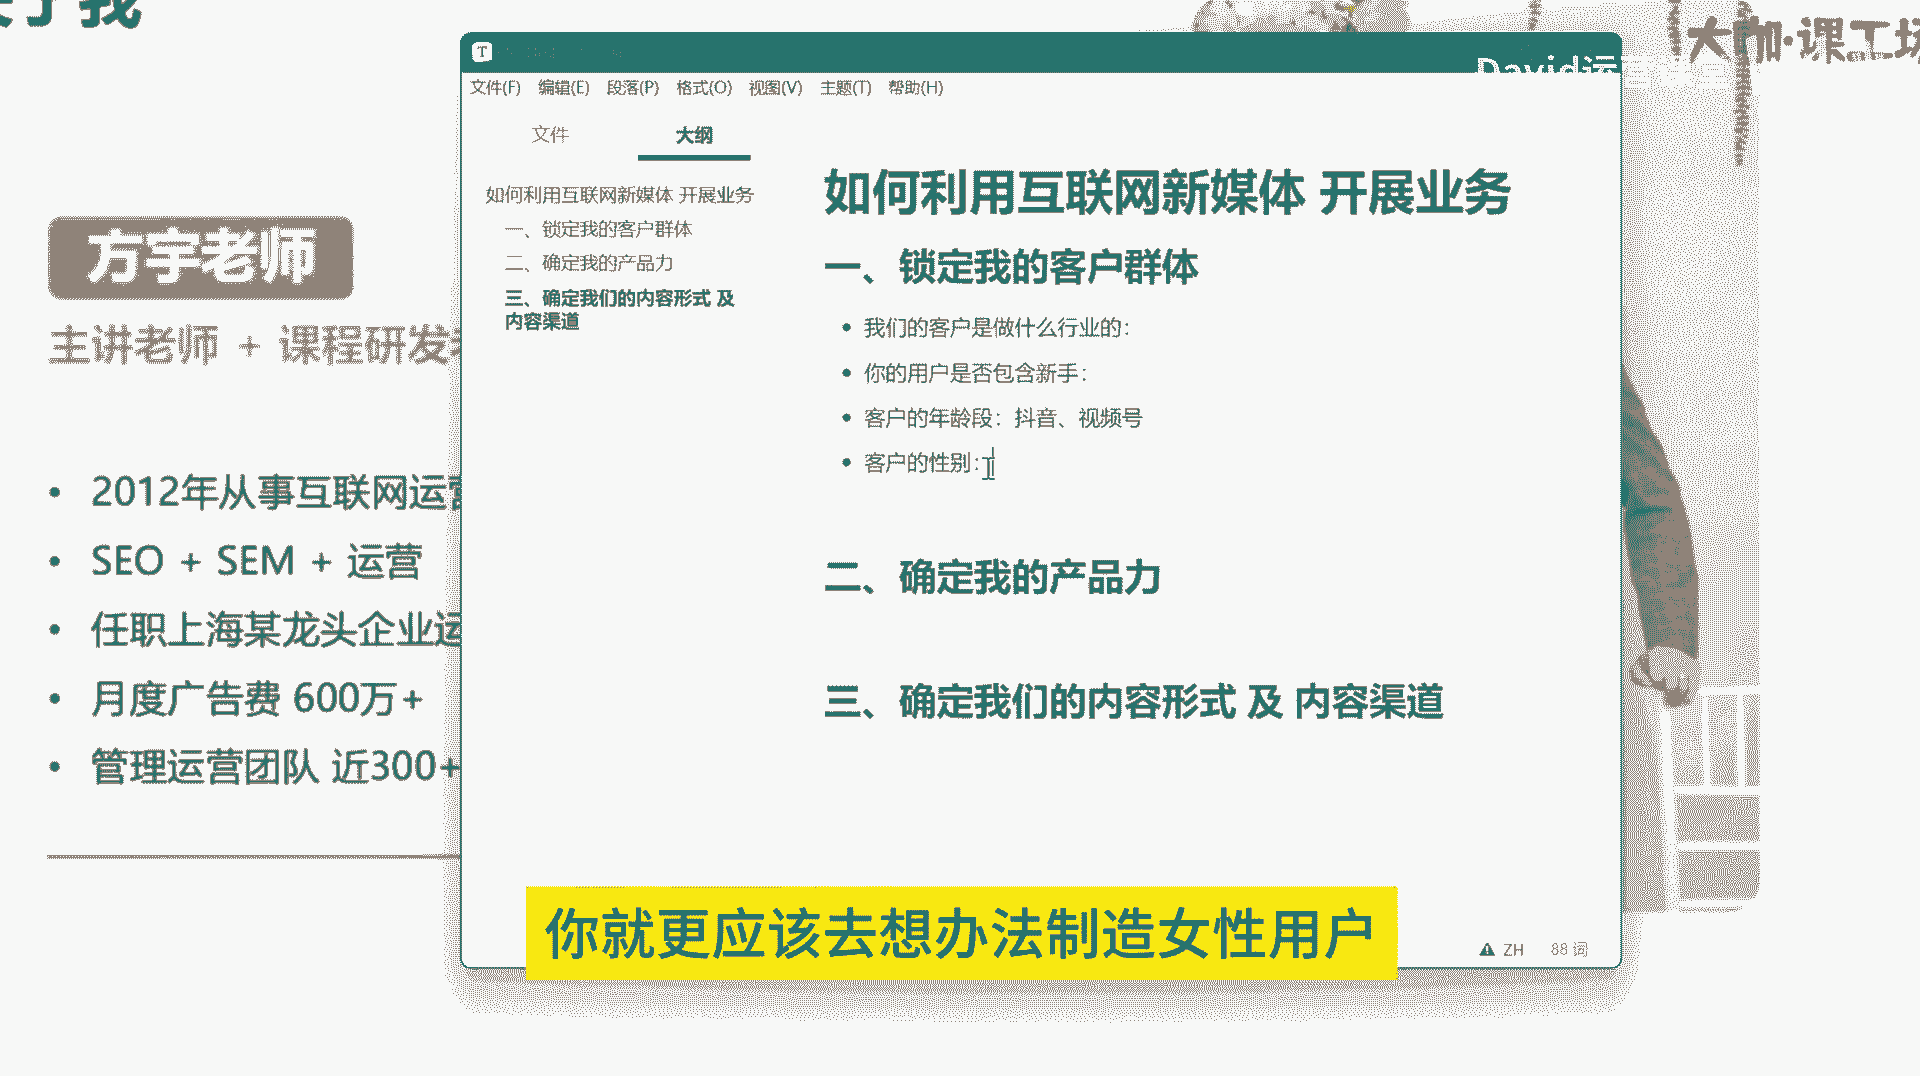 了我
大咖·课工场
方宇老师
主讲老师 + 课程研发
• 2012年从事互联网运营
• SEO + SEM + 运营
• 任职上海某龙头企业运
• 月度广告费 600万+
• 管理运营团队 近300+
T
David运
文件(F) 编辑(E) 段落(P) 格式(O) 视图(V) 主题(T) 帮助(H)
文件 大纲
如何利用互联网新媒体 开展业务
一、锁定我的客户群体
二、确定我的产品力
三、确定我们的内容形式 及
内容渠道
如何利用互联网新媒体 开展业务
一、锁定我的客户群体
• 我们的客户是做什么行业的：
• 你的用户是否包含新手：
• 客户的年龄段：抖音、视频号
• 客户的性别：
二、确定我的产品力
三、确定我们的内容形式 及 内容渠道
你就更应该去想办法制造女性用户
ZH 88 词